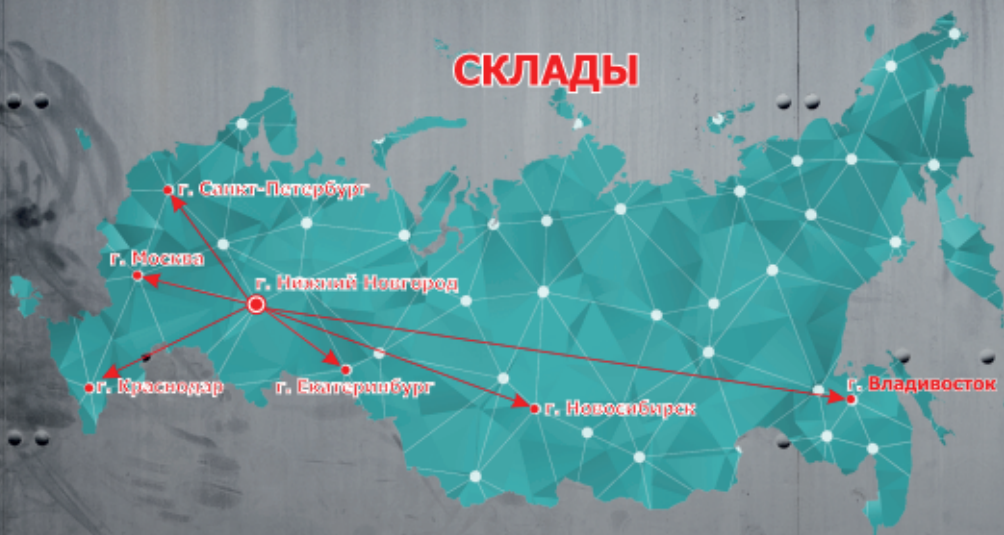 СКЛАДЫ
г. Санкт-Петербург
г. Москва
г. Нижний Новгород
г. Краснодар
г. Екатеринбург
г. Новосибирск
г. Владивосток